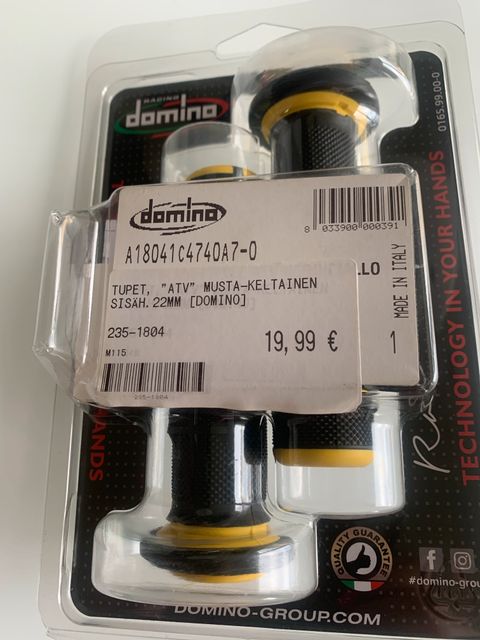 RACING
domino
0165.99.00-0
domino
8 033900 000391
A18041C4740A7-0
LLO
TUPET, "ATV" MUSTA-KELTAINEN
SISÄH.22MM [DOMINO]
235-1804
19,99 €
M115
235-1804
1
MADE IN ITALY
TECHNOLOGY IN YOUR HANDS
HANDS
QUALITY GUARANTEE
#domino-grou
DOMINO-GROUP.COM